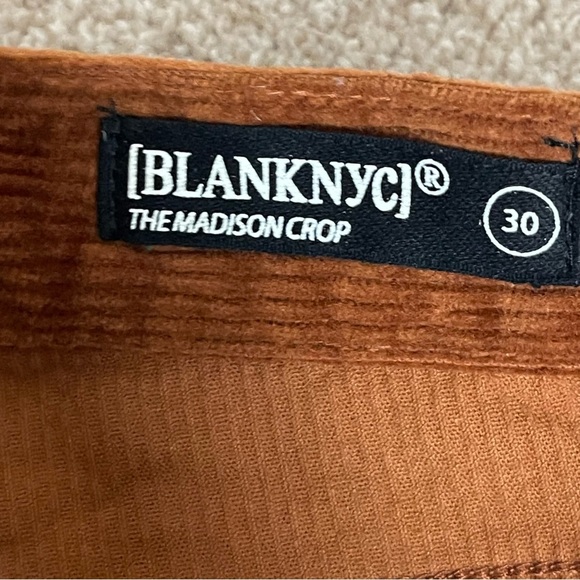 [BLANKNYC]®
THE MADISON CROP
30